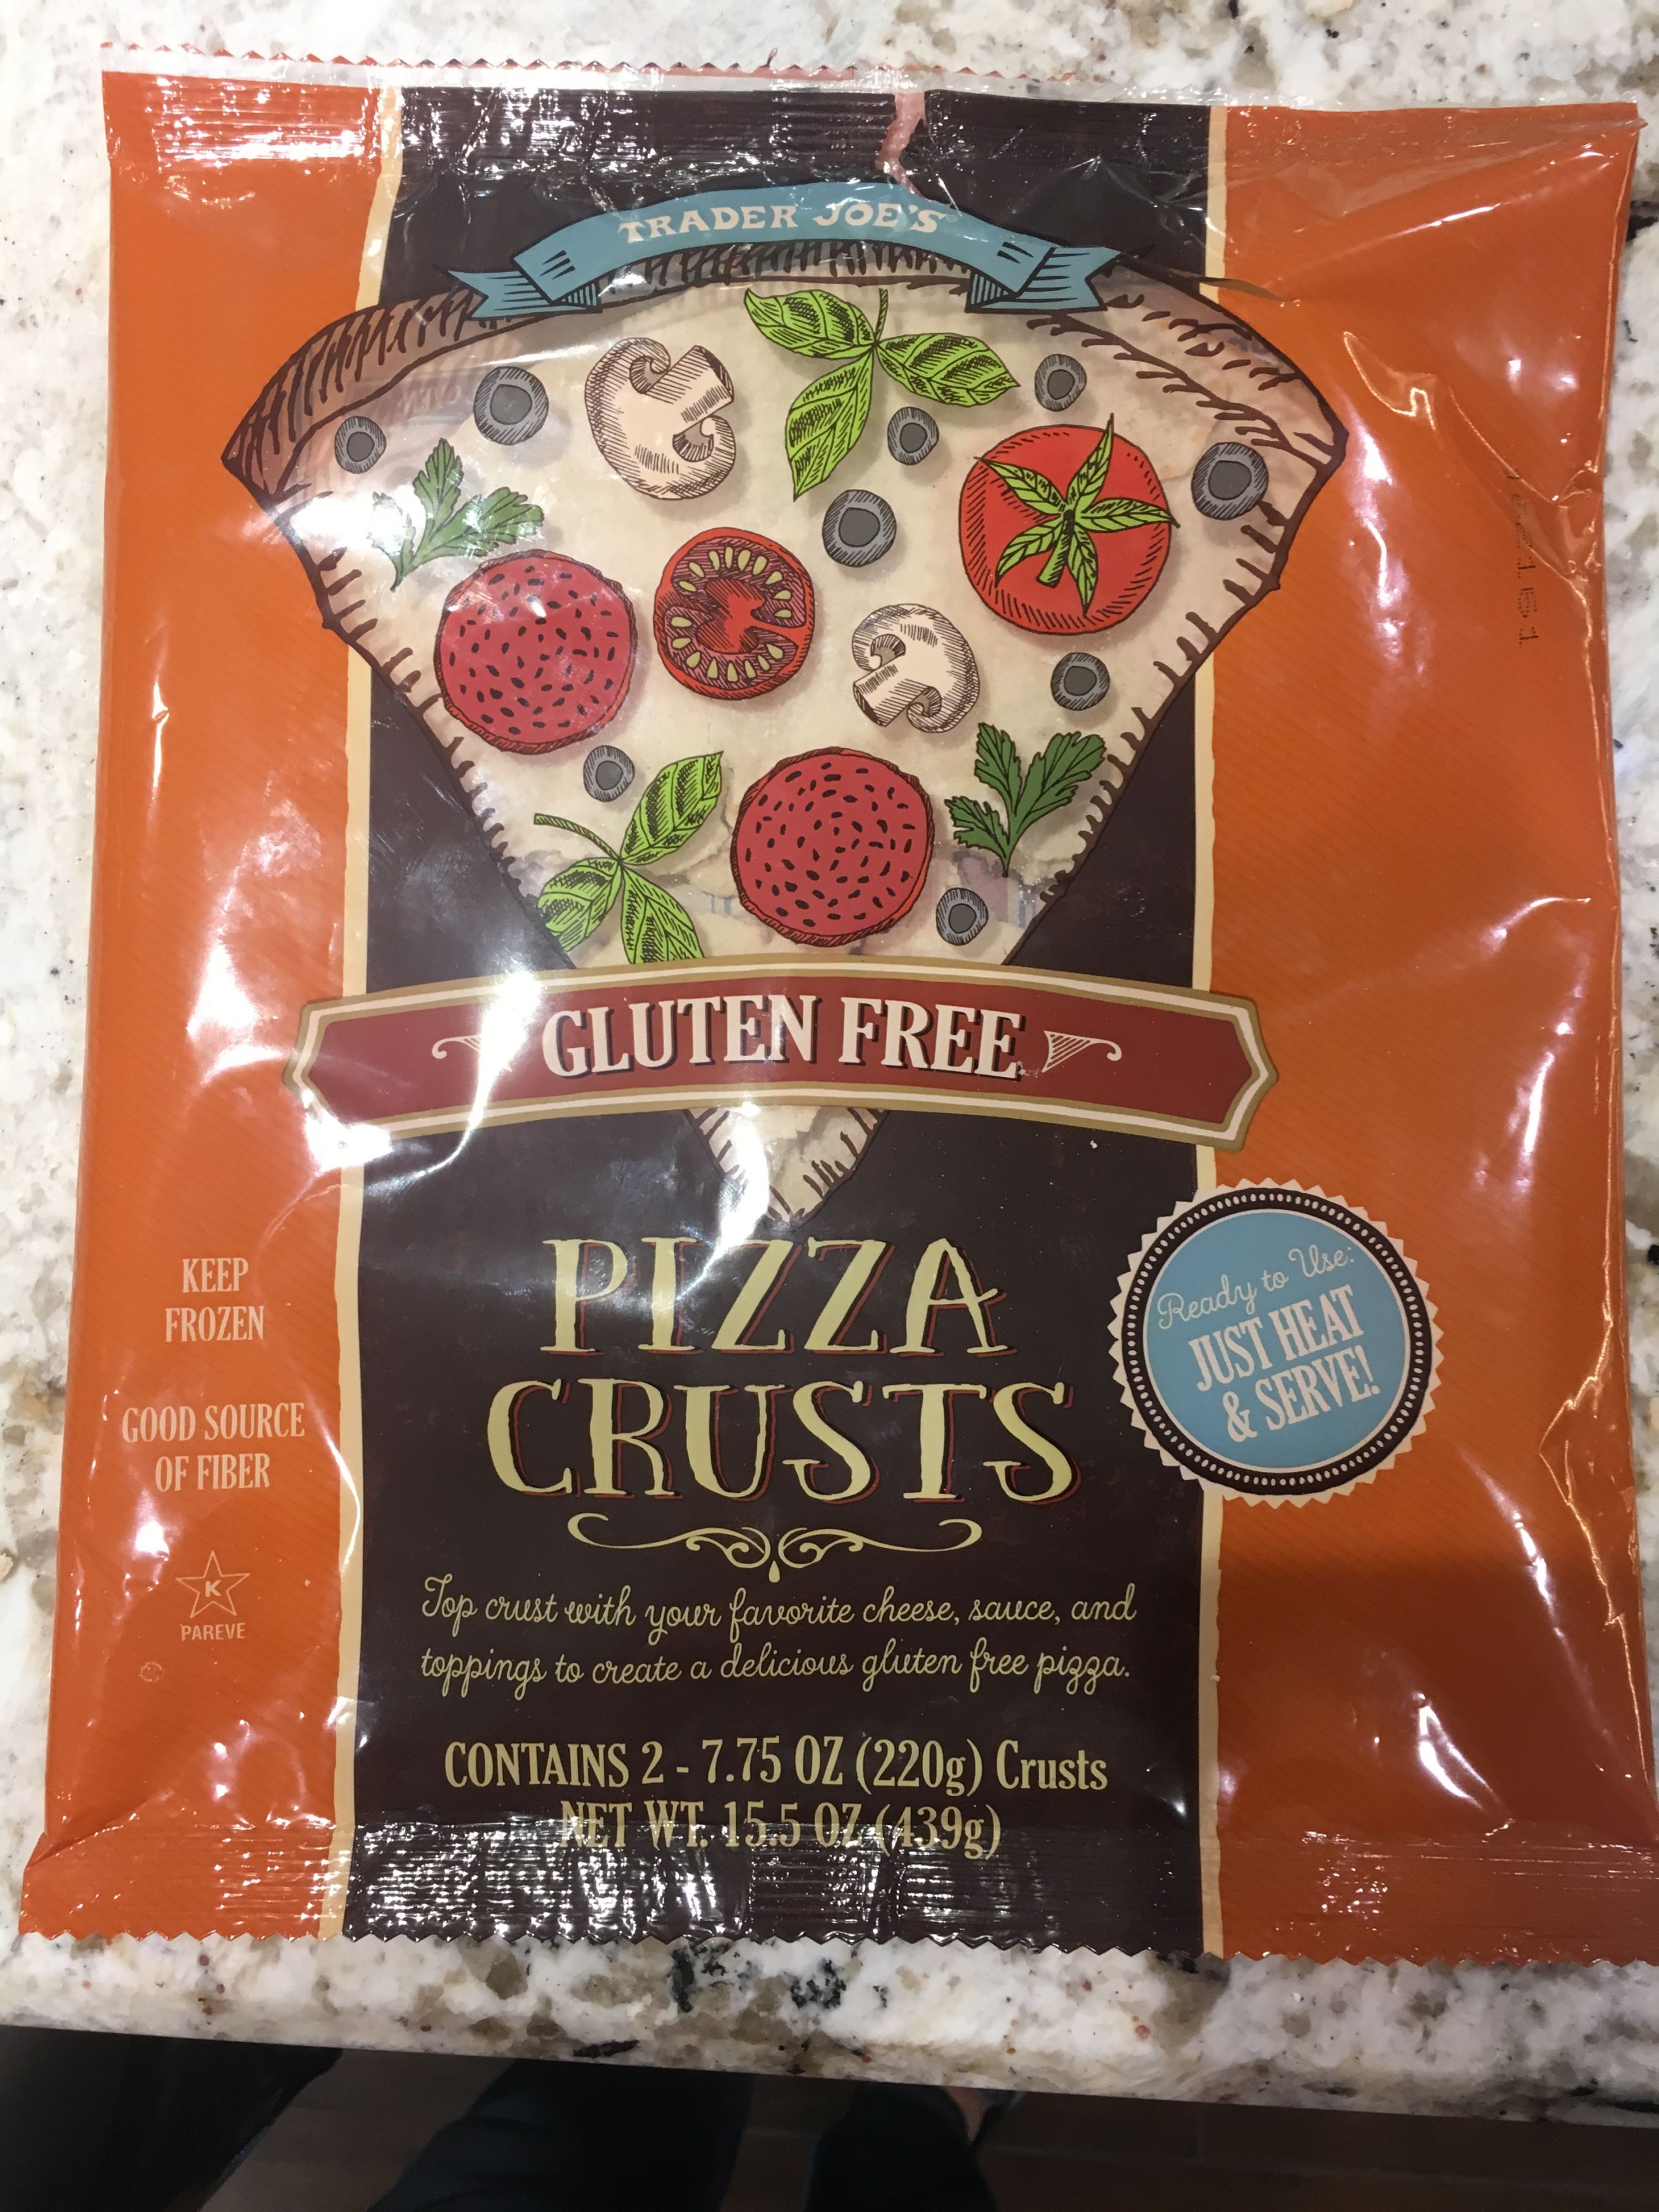 TRADER JOE'S
GLUTEN FREE
PIZZA
CRUSTS
Ready to Use:
JUST HEAT
& SERVE!
KEEP
FROZEN
GOOD SOURCE
OF FIBER
K
PAREVE
Top crust with your favorite cheese, sauce, and
toppings to create a delicious gluten free pizza.
CONTAINS 2 - 7.75 OZ (220g) Crusts
NET WT. 15.5 OZ (439g)